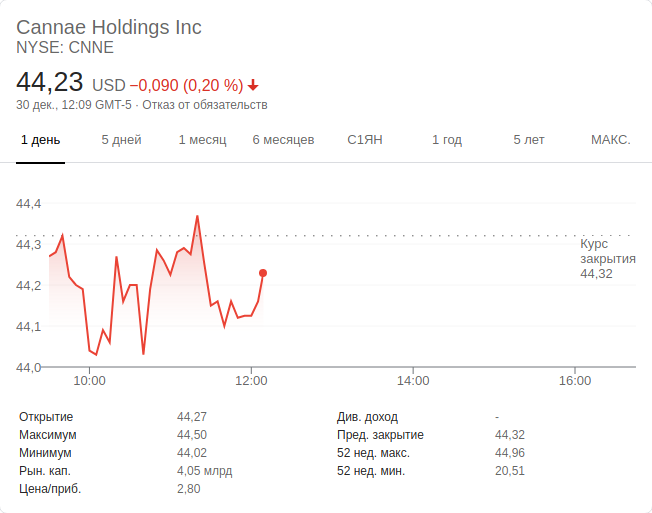 Cannae Holdings Inc
NYSE: CNNE
44,23 USD −0,090 (0,20 %)
30 дек., 12:09 GMT-5 · Отказ от обязательств
1 день 5 дней 1 месяц 6 месяцев С1ЯН 1 год 5 лет МАКС.
44,4
44,3
44,2
44,1
44,0
Курс
закрытия
44,32
10:00 12:00 14:00 16:00
Открытие 44,27 Див. доход -
Максимум 44,50 Пред. закрытие 44,32
Минимум 44,02 52 нед. макс. 44,96
Рын. кап. 4,05 млрд 52 нед. мин. 20,51
Цена/приб. 2,80